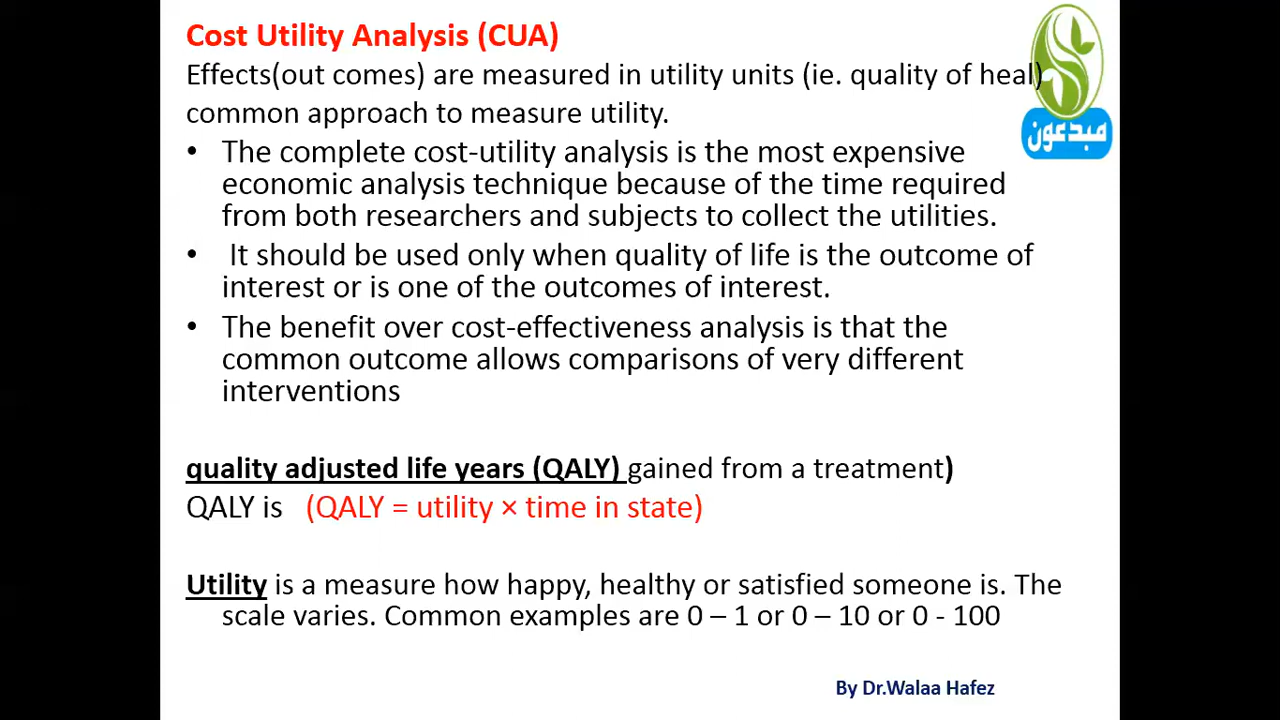 Cost Utility Analysis (CUA)
Effects(out comes) are measured in utility units (ie. quality of heal)
common approach to measure utility.
مبدعون
• The complete cost-utility analysis is the most expensive
economic analysis technique because of the time required
from both researchers and subjects to collect the utilities.
• It should be used only when quality of life is the outcome of
interest or is one of the outcomes of interest.
• The benefit over cost-effectiveness analysis is that the
common outcome allows comparisons of very different
interventions
quality adjusted life years (QALY) gained from a treatment)
QALY is (QALY = utility × time in state)
Utility is a measure how happy, healthy or satisfied someone is. The
scale varies. Common examples are 0 – 1 or 0 – 10 or 0 - 100
By Dr.Walaa Hafez